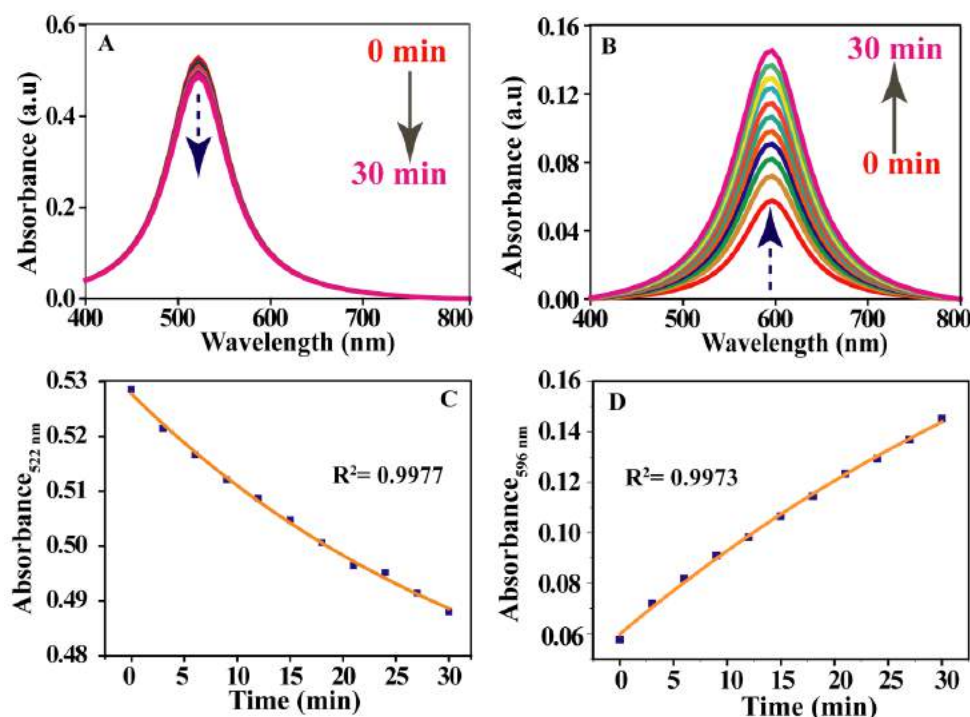 A
0 min
30 min
Absorbance (a.u)
0.6
0.4
0.2
0.0
400 500 600 700 800
Wavelength (nm)
B
30 min
0 min
Absorbance (a.u)
0.16
0.12
0.08
0.04
0.00
400 500 600 700 800
Wavelength (nm)
C
R²= 0.9977
Absorbance522 nm
0.53
0.52
0.51
0.50
0.49
0.48
0 5 10 15 20 25 30
Time (min)
D
R²= 0.9973
Absorbance596 nm
0.16
0.14
0.12
0.10
0.08
0.06
0 5 10 15 20 25 30
Time (min)